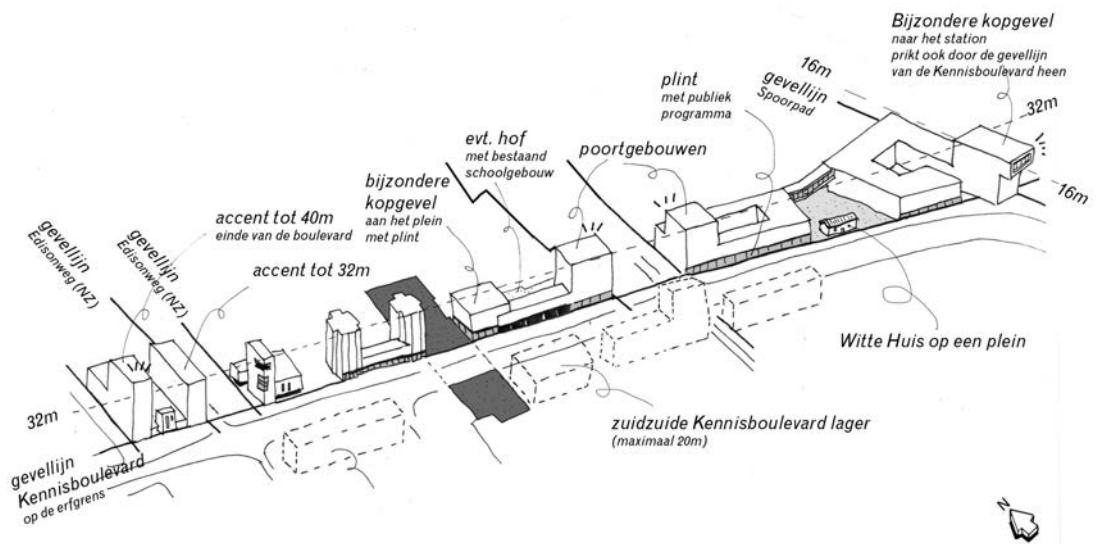 Bijzondere kopgevel
naar het station
prikt ook door de gevellijn
van de Kennisboulevard heen
16m
gevellijn
Spoorpad
32m
16m
plint
met publiek
programma
poortgebouwen
evt. hof
met bestaand
schoolgebouw
bijzondere
kopgevel
aan het plein
met plint
accent tot 40m
einde van de boulevard
accent tot 32m
gevellijn
Edisonweg (NZ)
gevellijn
Edisonweg (NZ)
Witte Huis op een plein
zuidzuide Kennisboulevard lager
(maximaal 20m)
32m
gevellijn
Kennisboulevard
op de erfgrens
N